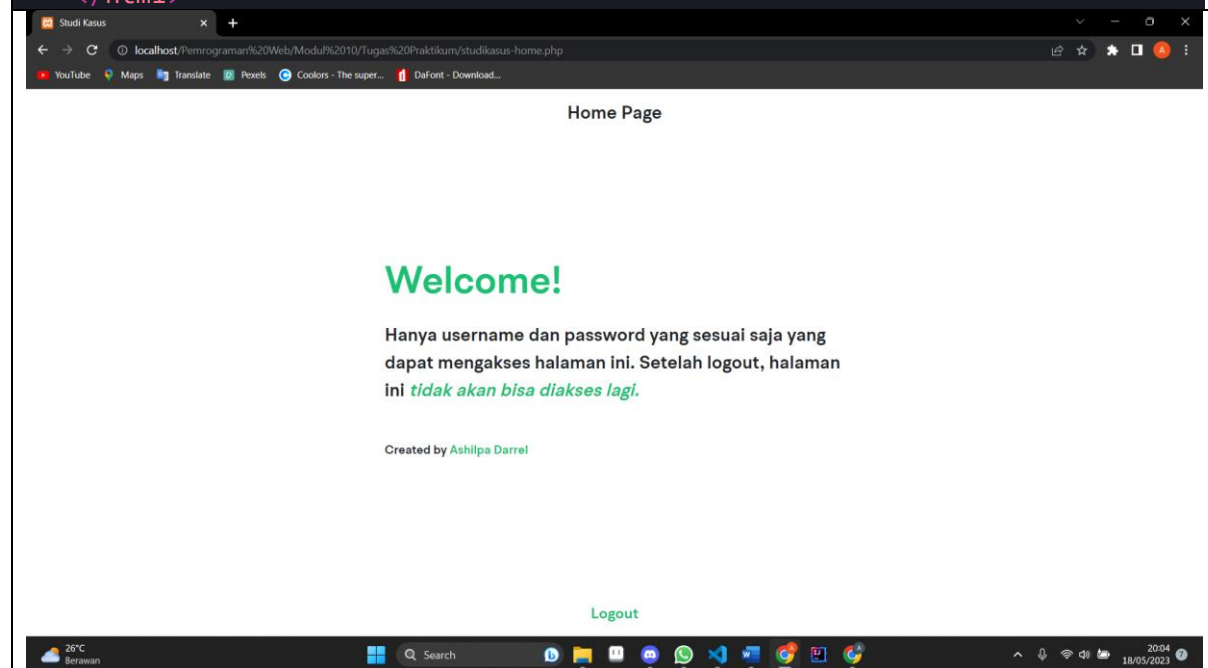 </html>
Studi Kasus
localhost/Pemrograman%20Web/Modul%2010/Tugas%20Praktikum/studikasus-home.php
YouTube Maps Translate Pexels Coolors - The super... DaFont - Download...
Home Page
Welcome!
Hanya username dan password yang sesuai saja yang
dapat mengakses halaman ini. Setelah logout, halaman
ini tidak akan bisa diakses lagi.
Created by Ashilpa Darrel
Logout
26°C
Berawan
Search
20:04
18/05/2023